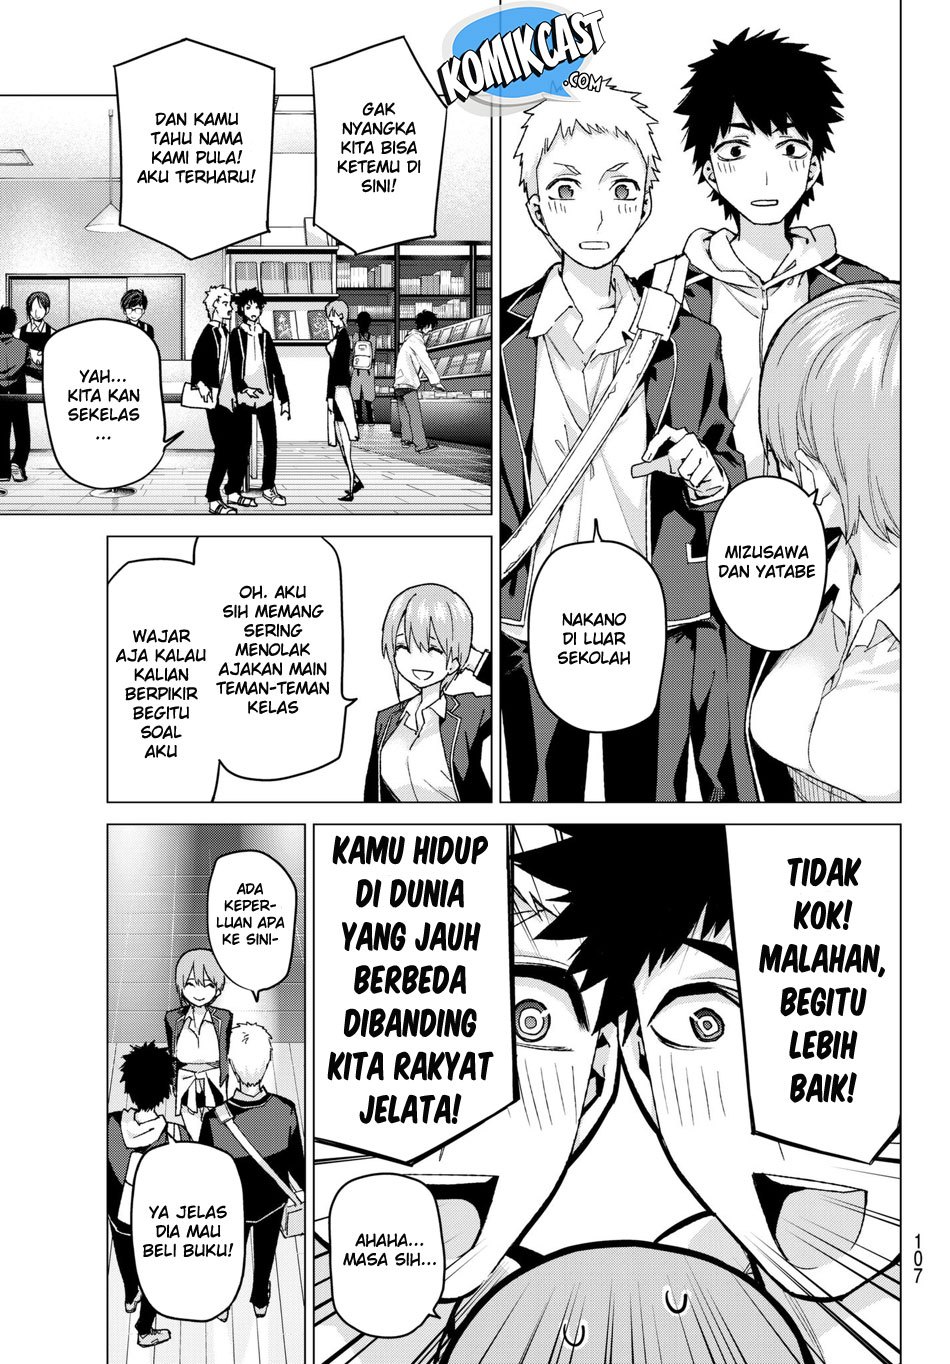 KOMIKCAST
.COM
MIZUSAWA
DAN YATABE
NAKANO
DI LUAR
SEKOLAH
GAK
NYANGKA
KITA BISA
KETEMU DI
SINI!
DAN KAMU
TAHU NAMA
KAMI PULA!
AKU TERHARU!
YAH...
KITA KAN
SEKELAS
...
OH. AKU
SIH MEMANG
SERING
MENOLAK
AJAKAN MAIN
TEMAN-TEMAN
KELAS
WAJAR
AJA KALAU
KALIAN
BERPIKIR
BEGITU
SOAL
AKU
TIDAK
KOK!
MALAHAN,
BEGITU
LEBIH
BAIK!
KAMU HIDUP
DI DUNIA
YANG JAUH
BERBEDA
DIBANDING
KITA RAKYAT
JELATA!
AHAHA...
MASA SIH...
ADA
KEPER-
LUAN APA
KE SINI-
YA JELAS
DIA MAU
BELI BUKU!
107